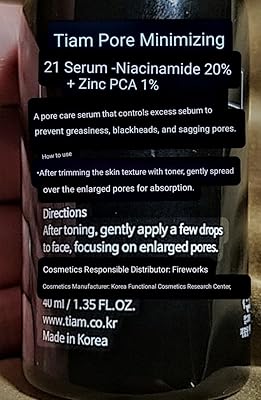 Tiam Pore Minimizing
21 Serum -Niacinamide 20%
+ Zinc PCA 1%
A pore care serum that controls excess sebum to
prevent greasiness, blackheads, and sagging pores.
How to use
•After trimming the skin texture with toner, gently spread
over the enlarged pores for absorption.
Directions
After toning, gently apply a few drops
to face, focusing on enlarged pores.
Cosmetics Responsible Distributor: Fireworks
Cosmetics Manufacturer: Korea Functional Cosmetics Research Center,
40 ml / 1.35 FL.OZ.
www.tiam.co.kr
Made in Korea